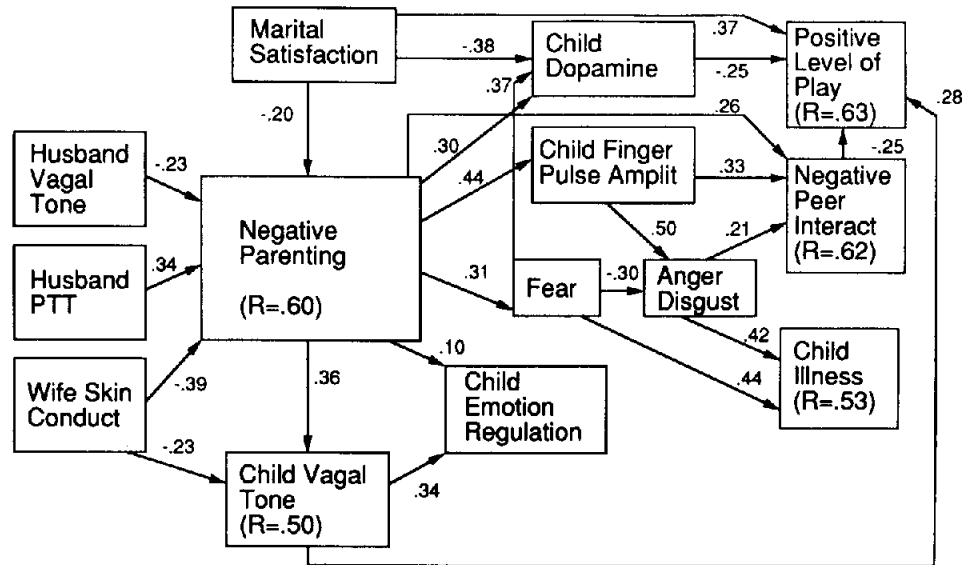 Marital
Satisfaction
-.38
.37
Child
Dopamine
.37
-.25
Positive
Level of
Play
(R=.63)
.28
-.20
.30
.26
-.25
Husband
Vagal
Tone
-.23
.44
Child Finger
Pulse Amplit
.33
Negative
Peer
Interact
(R=.62)
Negative
Parenting
(R=.60)
.50
.21
Husband
PTT
.34
.31
Fear
-.30
Anger
Disgust
.42
.44
Child
Illness
(R=.53)
Wife Skin
Conduct
-.39
.36
.10
Child
Emotion
Regulation
-.23
Child Vagal
Tone
(R=.50)
.34